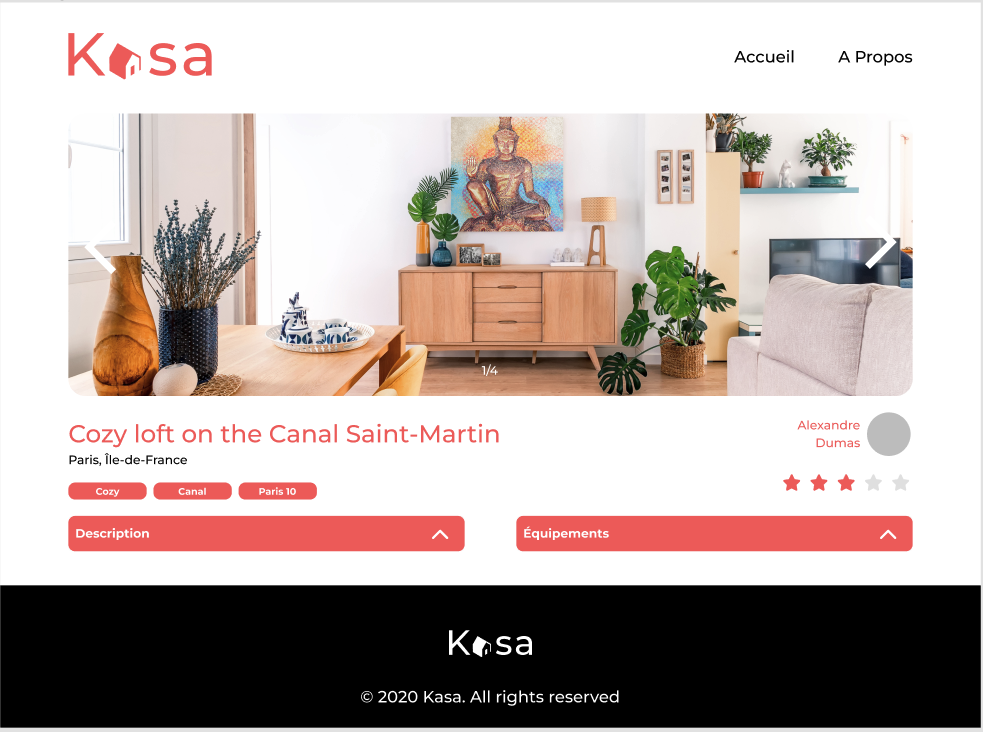 Kasa
Accueil
A Propos
1/4
Cozy loft on the Canal Saint-Martin
Paris, Île-de-France
Cozy
Canal
Paris 10
Alexandre
Dumas
Description
Équipements
Kasa
© 2020 Kasa. All rights reserved